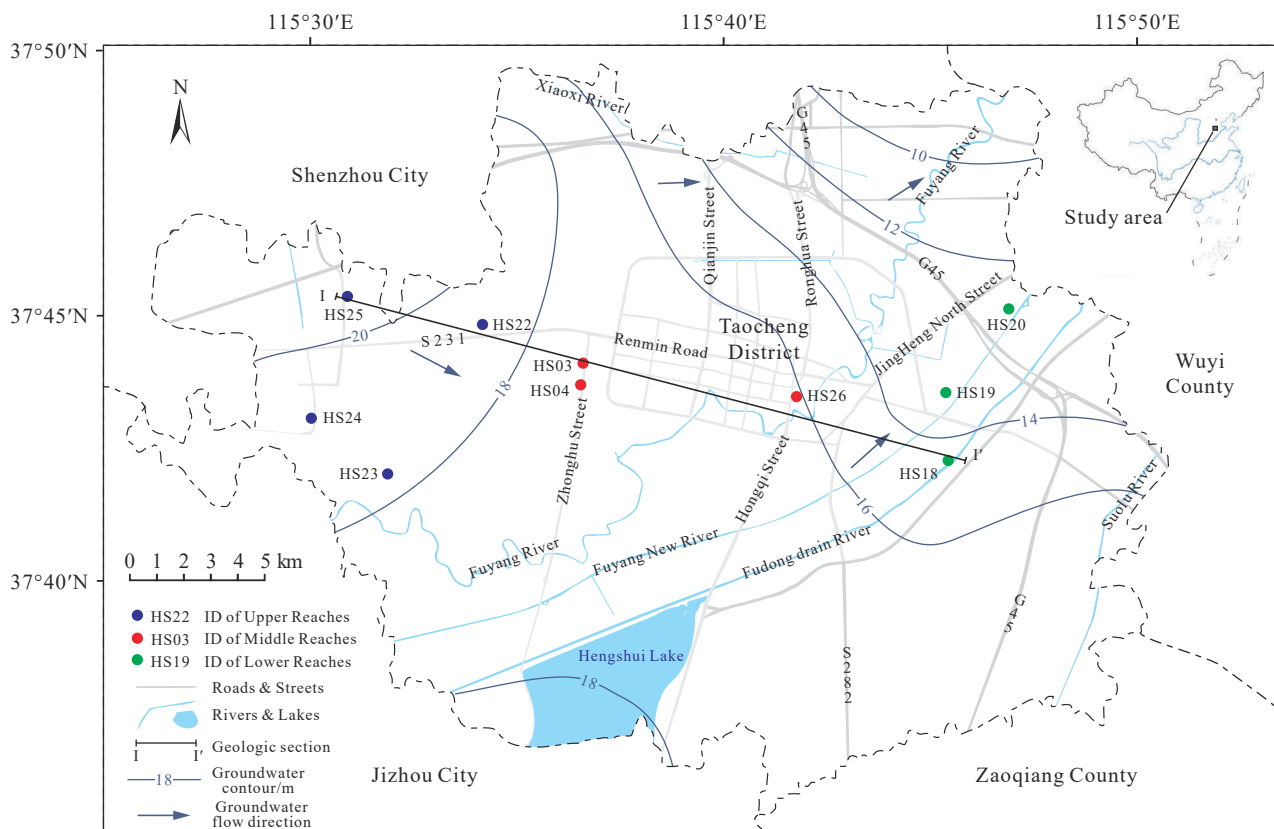 115°30′E
115°40′E
115°50′E
37°50′N
37°45′N
37°40′N
N
Xiaoxi River
Shenzhou City
G45
10
Fuyang River
Study area
12
Qianjin Street
Ronghua Street
G45
I
HS25
20
HS22
S231
Renmin Road
Taocheng
District
JingHeng North Street
HS20
Wuyi
County
HS03
HS04
18
HS26
HS19
HS24
14
HS23
Zhonghu Street
Hongqi Street
HS18
I′
16
Suolu River
Fuyang River
Fuyang New River
Fudong drain River
0 1 2 3 4 5 km
G45
S282
Hengshui Lake
18
HS22 ID of Upper Reaches
HS03 ID of Middle Reaches
HS19 ID of Lower Reaches
Roads & Streets
Rivers & Lakes
I I′ Geologic section
18 Groundwater
contour/m
Groundwater
flow direction
Jizhou City
Zaoqiang County